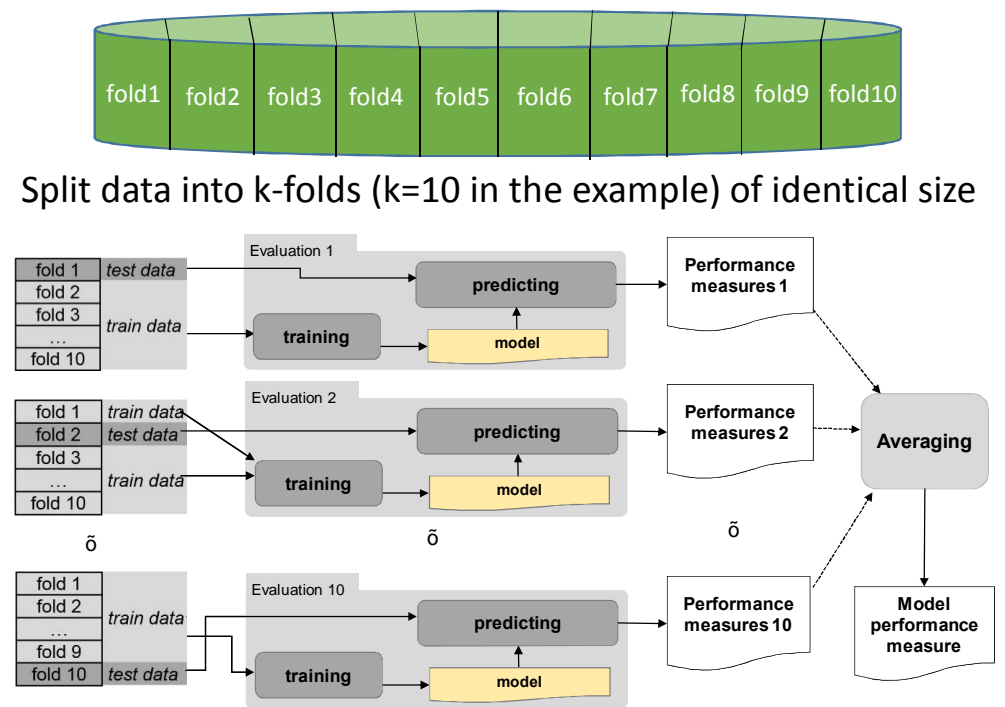 fold1 fold2 fold3 fold4 fold5 fold6 fold7 fold8 fold9 fold10
Split data into k-folds (k=10 in the example) of identical size
Evaluation 1
fold 1 test data
fold 2
fold 3
train data
...
fold 10
training
predicting
model
Performance
measures 1
Evaluation 2
fold 1 train data
fold 2 test data
fold 3
train data
...
fold 10
training
predicting
model
Performance
measures 2
Averaging
õ õ õ
Evaluation 10
fold 1
fold 2
train data
...
fold 9
fold 10 test data
training
predicting
model
Performance
measures 10
Model
performance
measure